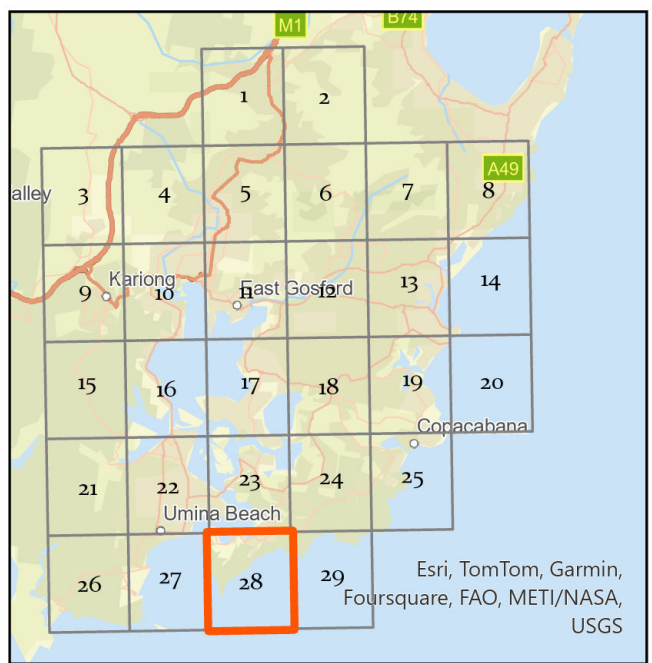 M1
B74
1
2
A49
alley
3
4
5
6
7
8
Kariong
East Gosford
9
10
11
12
13
14
15
16
17
18
19
20
Copacabana
21
22
23
24
25
Umina Beach
26
27
28
29
Esri, TomTom, Garmin,
Foursquare, FAO, METI/NASA,
USGS